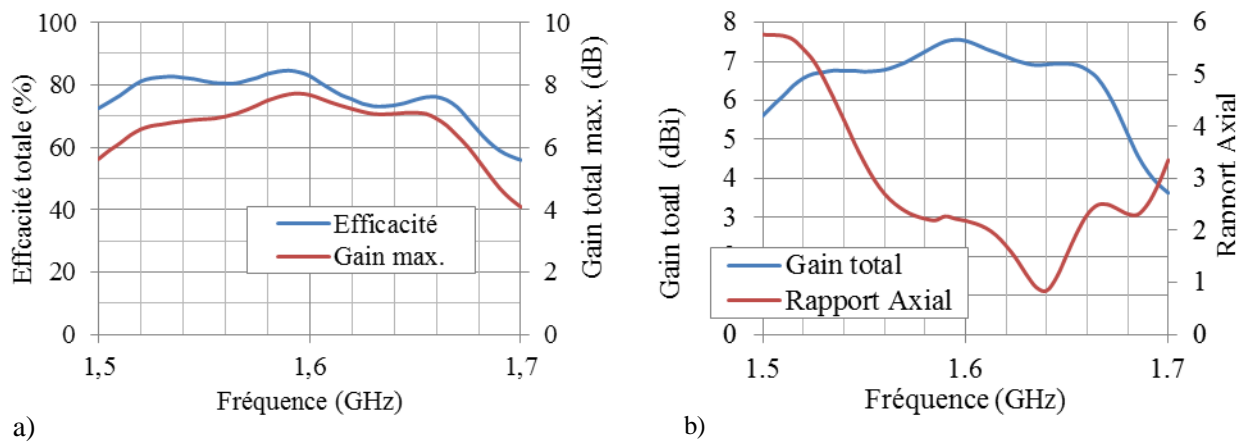 100
80
60
40
20
0
Effcacité totale (%)
10
8
6
4
2
0
Gain total max. (dB)
Efficacité
Gain max.
1,5
1,6
1,7
Fréquence (GHz)
a)
8
7
6
5
4
3
0
Gain toatl (dBi)
6
5
4
3
2
1
0
Rapport Axial
Gain total
Rapport Axial
1.5
1.6
1.7
Fréquence (GHz)
b)